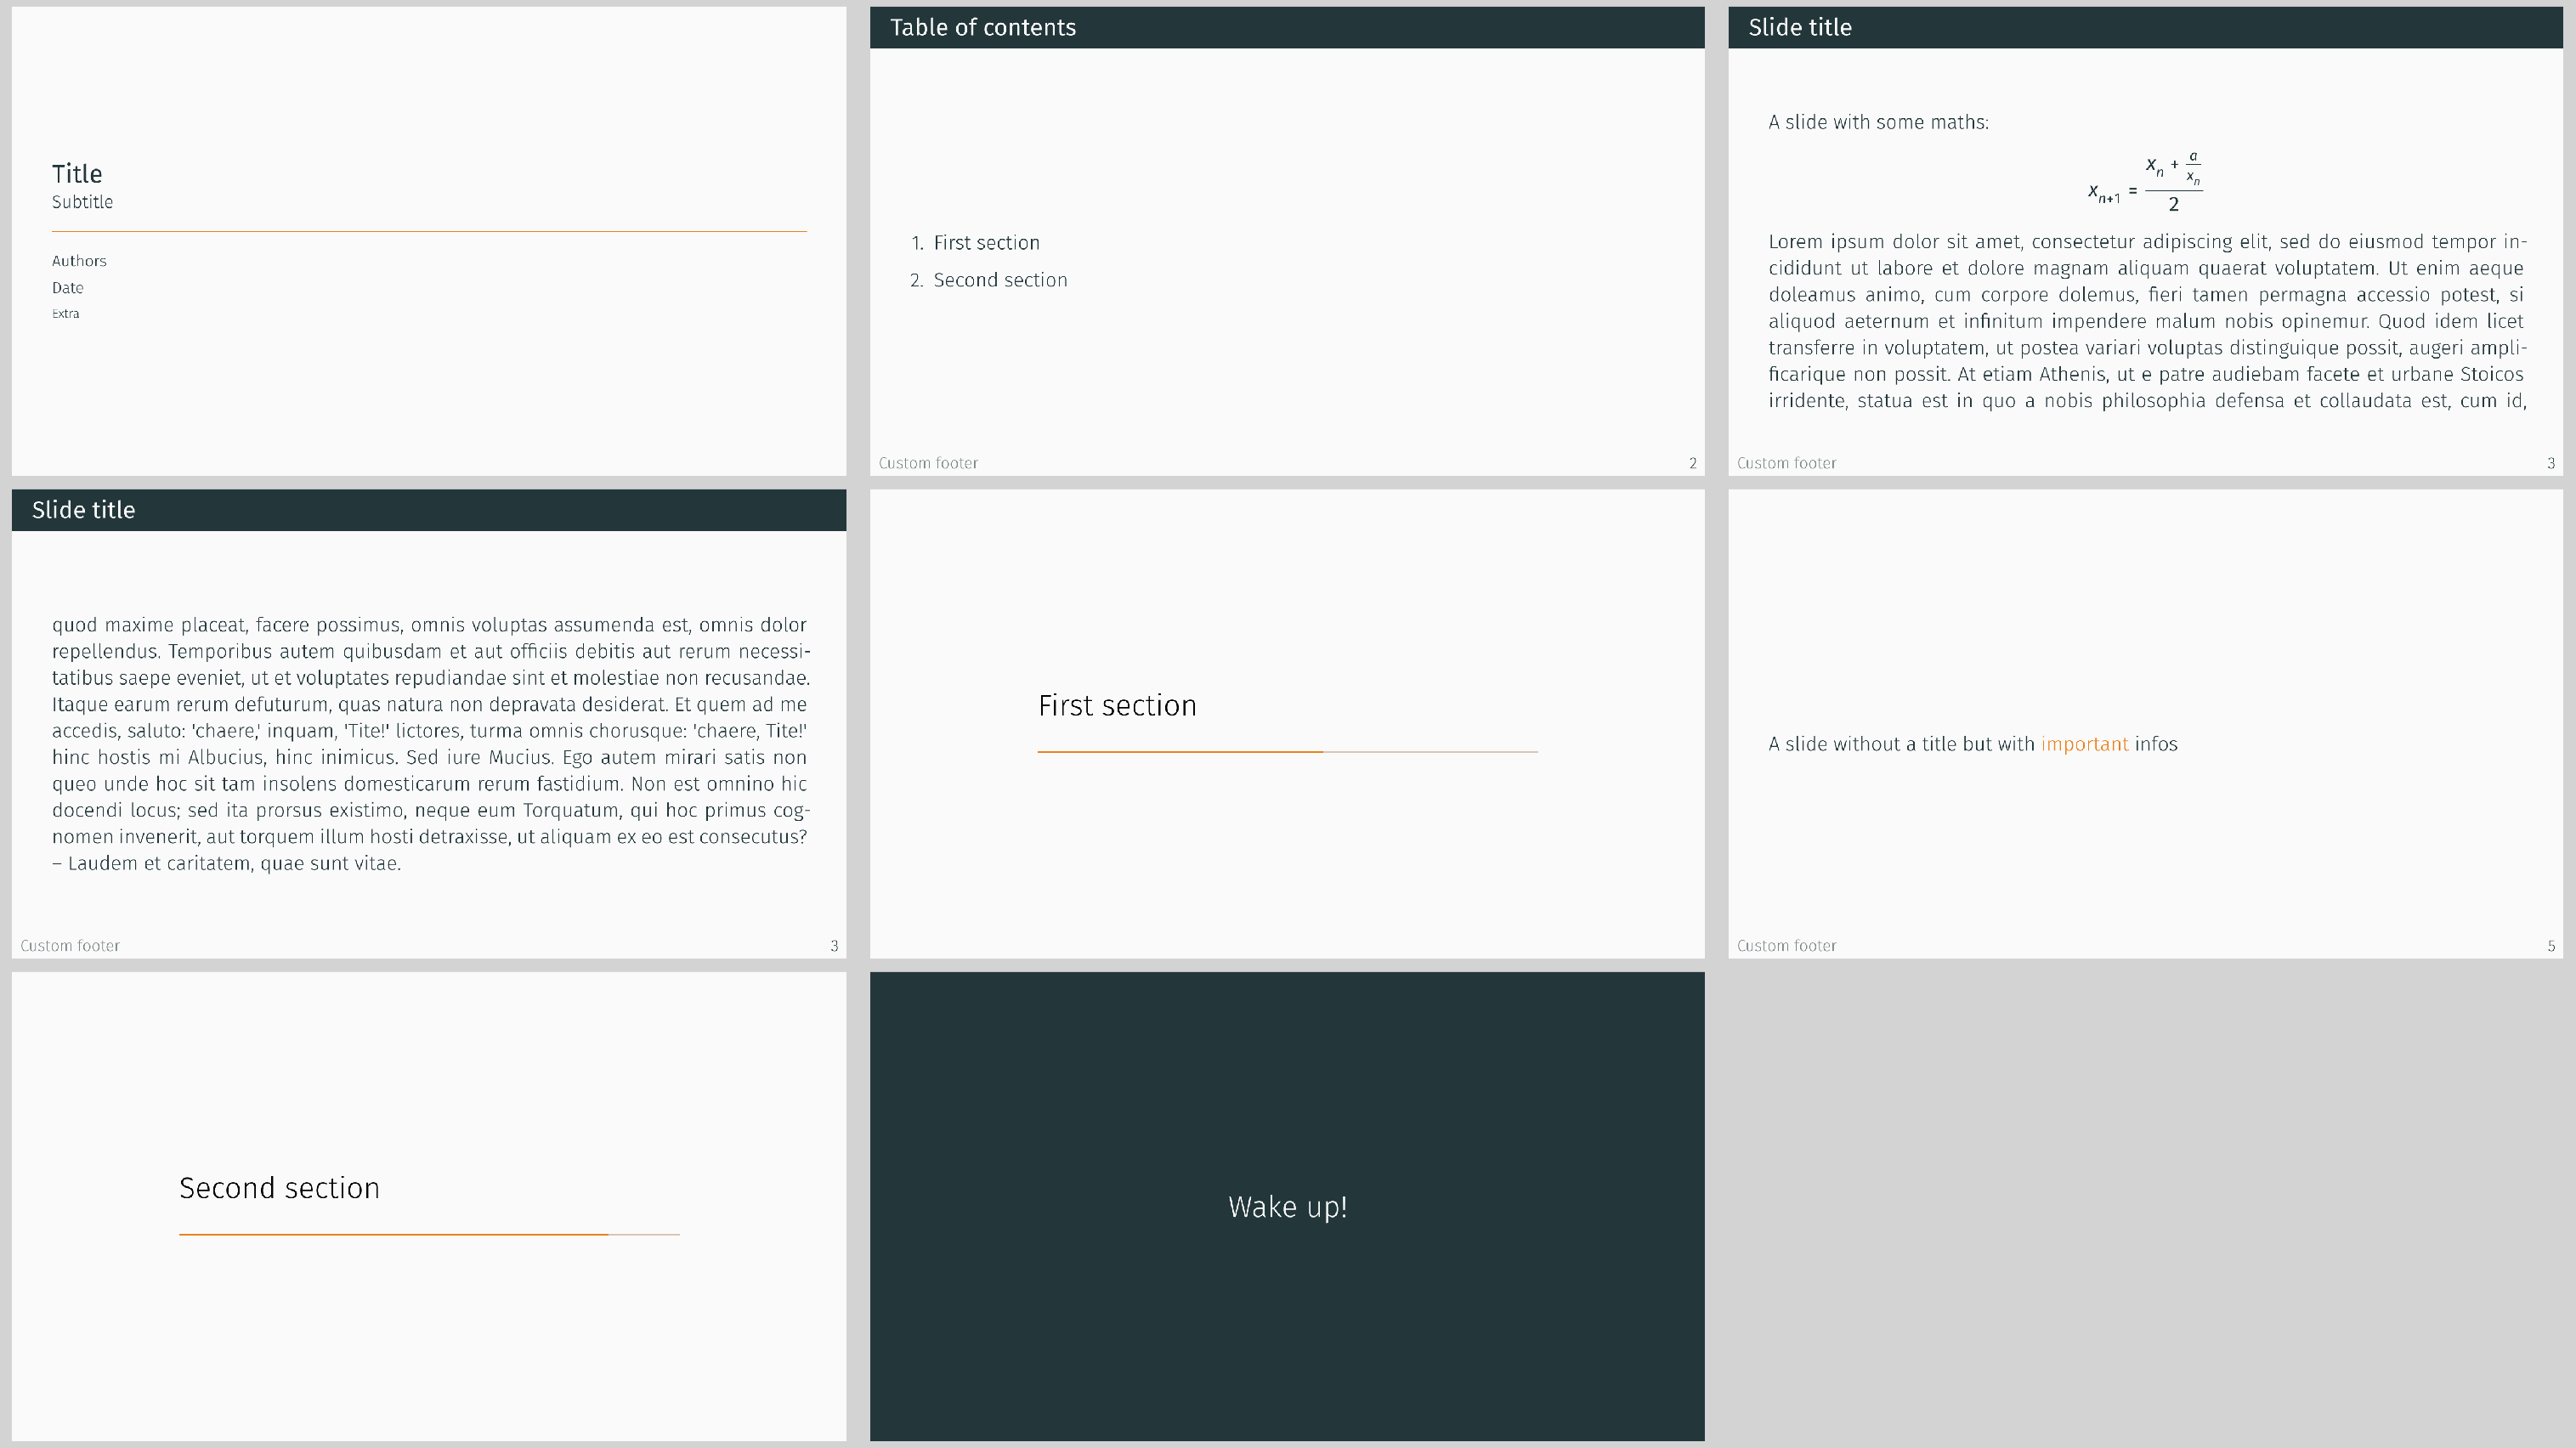 Title
Subtitle
Authors
Date
Extra
Table of contents
1. First section
2. Second section
Custom footer 2
Slide title
A slide with some maths:
x_{n+1} = \frac{x_n + \frac{a}{x_n}}{2}
Lorem ipsum dolor sit amet, consectetur adipiscing elit, sed do eiusmod tempor in-
cididunt ut labore et dolore magnam aliquam quaerat voluptatem. Ut enim aeque
doleamus animo, cum corpore dolemus, fieri tamen permagna accessio potest, si
aliquod aeternum et infinitum impendere malum nobis opinemur. Quod idem licet
transferre in voluptatem, ut postea variari voluptas distinguique possit, augeri ampli-
ficarique non possit. At etiam Athenis, ut e patre audiebam facete et urbane Stoicos
irridente, statua est in quo a nobis philosophia defensa et collaudata est, cum id,
Custom footer 3
Slide title
quod maxime placeat, facere possimus, omnis voluptas assumenda est, omnis dolor
repellendus. Temporibus autem quibusdam et aut officiis debitis aut rerum necessi-
tatibus saepe eveniet, ut et voluptates repudiandae sint et molestiae non recusandae.
Itaque earum rerum defuturum, quas natura non depravata desiderat. Et quem ad me
accedis, saluto: 'chaere,' inquam, 'Tite!' lictores, turma omnis chorusque: 'chaere, Tite!'
hinc hostis mi Albucius, hinc inimicus. Sed iure Mucius. Ego autem mirari satis non
queo unde hoc sit tam insolens domesticarum rerum fastidium. Non est omnino hic
docendi locus; sed ita prorsus existimo, neque eum Torquatum, qui hoc primus cog-
nomen invenerit, aut torquem illum hosti detraxisse, ut aliquam ex eo est consecutus?
– Laudem et caritatem, quae sunt vitae.
Custom footer 3
First section
A slide without a title but with important infos
Custom footer 5
Second section
Wake up!